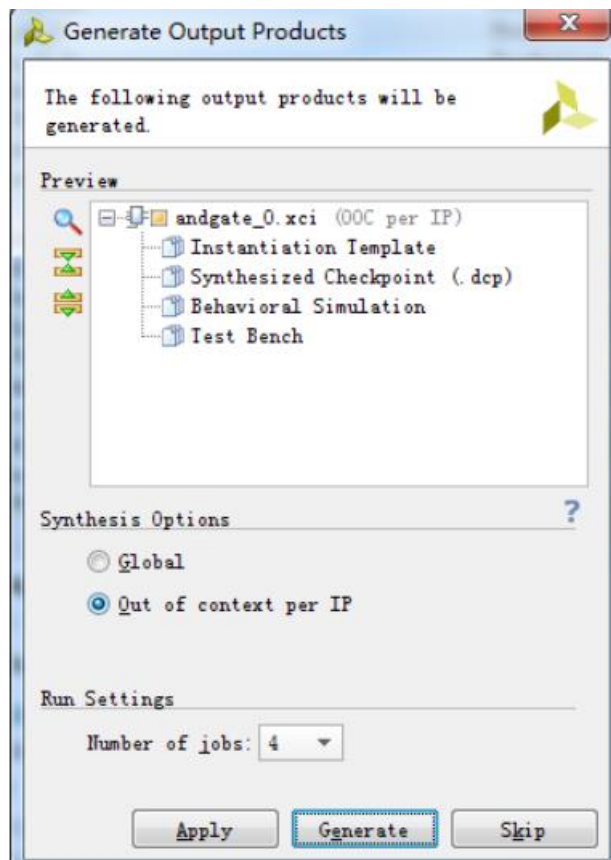 Generate Output Products
The following output products will be
generated.
Preview
andgate_0.xci (OOC per IP)
Instantiation Template
Synthesized Checkpoint (.dcp)
Behavioral Simulation
Test Bench
Synthesis Options
?
Global
Out of context per IP
Run Settings
Number of jobs: 4
Apply Generate Skip